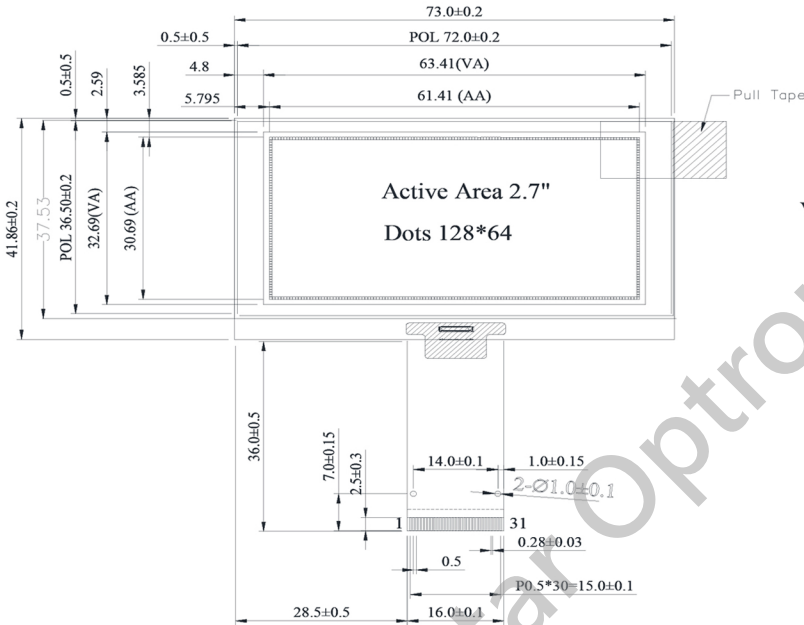 73.0±0.2
0.5±0.5
POL 72.0±0.2
4.8
63.41(VA)
5.795
61.41 (AA)
0.5±0.5
2.59
3.585
Pull Tape
41.86±0.2
37.53
POL 36.50±0.2
32.69(VA)
30.69 (AA)
Active Area 2.7"
Dots 128*64
36.0±0.5
7.0±0.15
2.5±0.3
14.0±0.1
1.0±0.15
2-Ø1.0±0.1
1
31
0.28±0.03
0.5
P0.5*30=15.0±0.1
28.5±0.5
16.0±0.1